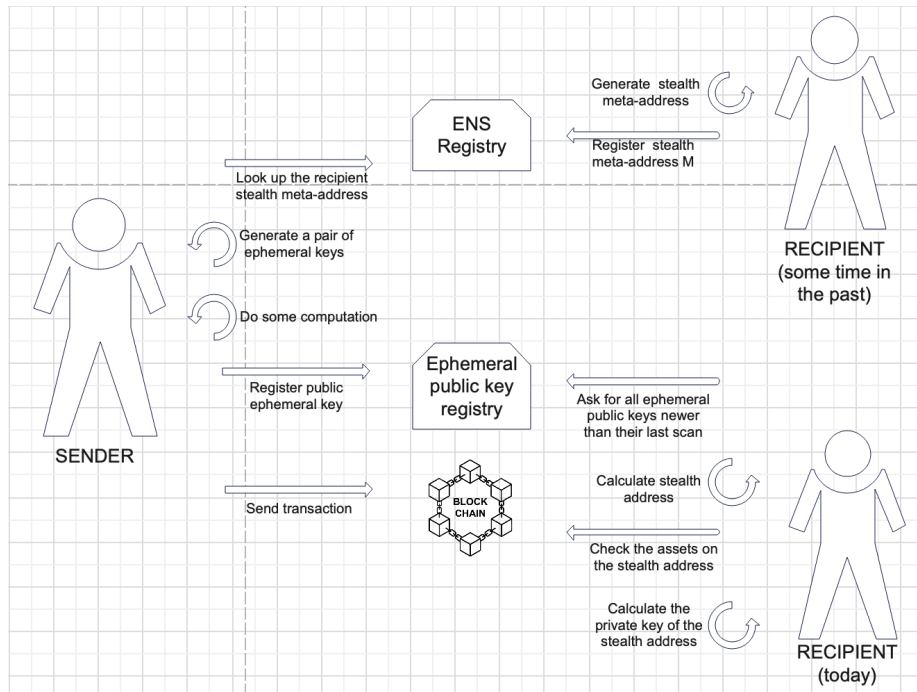 Generate stealth
meta-address
ENS
Registry
Register stealth
meta-address M
Look up the recipient
stealth meta-address
RECIPIENT
(some time in
the past)
Generate a pair of
ephemeral keys
Do some computation
Ephemeral
public key
registry
Register public
ephemeral key
Ask for all ephemeral
public keys newer
than their last scan
SENDER
Calculate stealth
address
BLOCK
CHAIN
Send transaction
Check the assets on
the stealth address
Calculate the
private key of the
stealth address
RECIPIENT
(today)